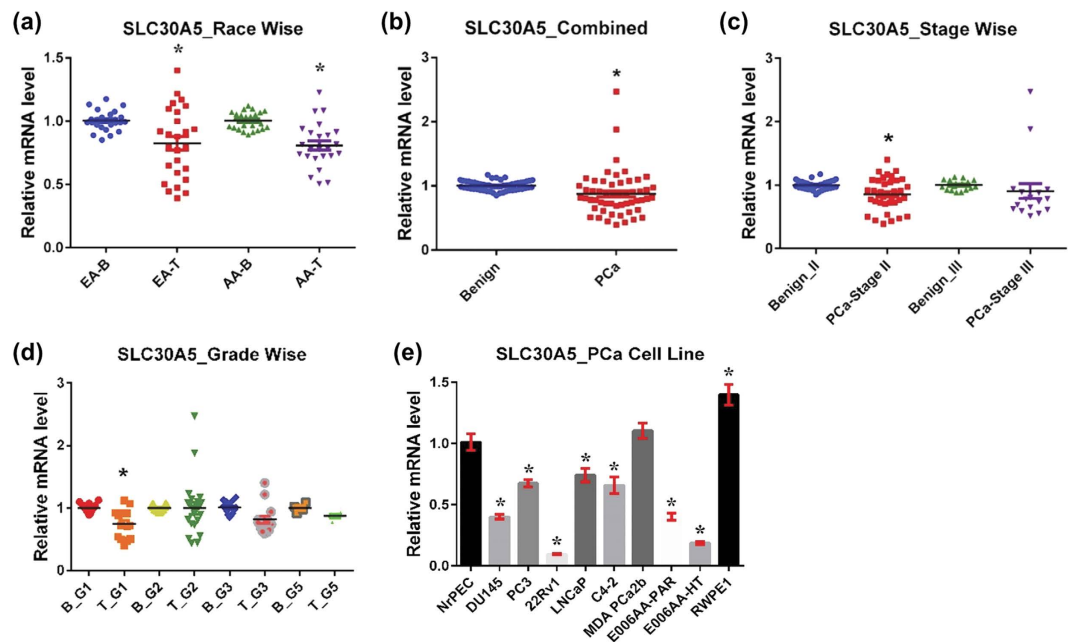 (a)
SLC30A5_Race Wise
Relative mRNA level
1.5
1.0
0.5
0.0
*
*
EA-B
EA-T
AA-B
AA-T
(b)
SLC30A5_Combined
Relative mRNA level
3
2
1
0
*
Benign
PCa
(c)
SLC30A5_Stage Wise
Relative mRNA level
3
2
1
0
*
Benign_II
PCa-Stage II
Benign_III
PCa-Stage III
(d)
SLC30A5_Grade Wise
Relative mRNA level
3
2
1
0
*
B_G1
T_G1
B_G2
T_G2
B_G3
T_G3
B_G5
T_G5
(e)
SLC30A5_PCa Cell Line
Relative mRNA level
1.5
1.0
0.5
0.0
*
*
*
*
*
*
*
*
NrPEC
DU145
PC3
22Rv1
LNCaP
C4-2
MDA PCa2b
E006AA-PAR
E006AA-HT
RWPE1